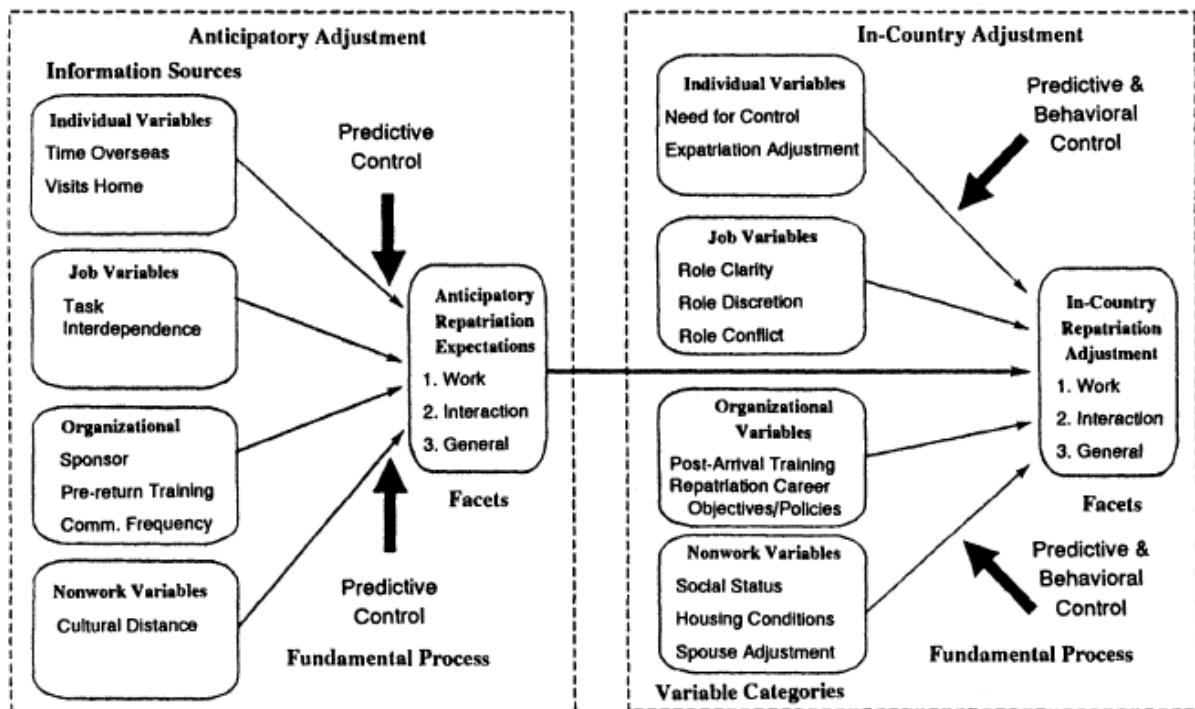 Anticipatory Adjustment
Information Sources
Individual Variables
Time Overseas
Visits Home
Predictive
Control
Job Variables
Task
Interdependence
Anticipatory
Repatriation
Expectations
1. Work
2. Interaction
3. General
Facets
Organizational
Sponsor
Pre-return Training
Comm. Frequency
Nonwork Variables
Cultural Distance
Predictive
Control
Fundamental Process
In-Country Adjustment
Individual Variables
Need for Control
Expatriation Adjustment
Predictive &
Behavioral
Control
Job Variables
Role Clarity
Role Discretion
Role Conflict
In-Country
Repatriation
Adjustment
1. Work
2. Interaction
3. General
Facets
Organizational
Variables
Post-Arrival Training
Repatriation Career
Objectives/Policies
Nonwork Variables
Social Status
Housing Conditions
Spouse Adjustment
Predictive &
Behavioral
Control
Fundamental Process
Variable Categories